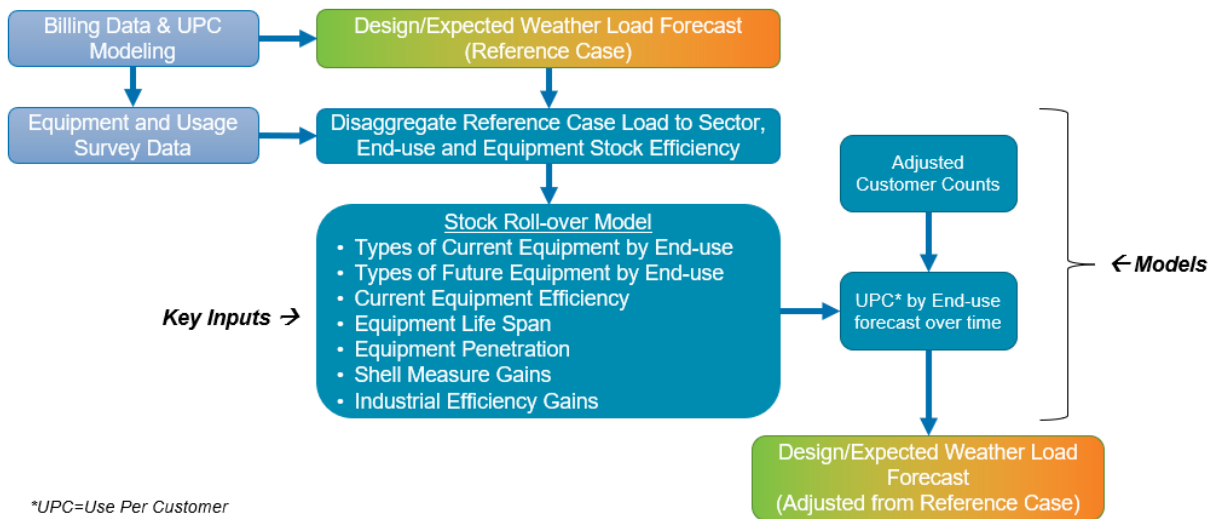 Billing Data & UPC
Modeling
Design/Expected Weather Load Forecast
(Reference Case)
Equipment and Usage
Survey Data
Disaggregate Reference Case Load to Sector,
End-use and Equipment Stock Efficiency
Adjusted
Customer Counts
Stock Roll-over Model
• Types of Current Equipment by End-use
• Types of Future Equipment by End-use
• Current Equipment Efficiency
• Equipment Life Span
• Equipment Penetration
• Shell Measure Gains
• Industrial Efficiency Gains
Key Inputs →
UPC* by End-use
forecast over time
← Models
Design/Expected Weather Load
Forecast
(Adjusted from Reference Case)
*UPC=Use Per Customer